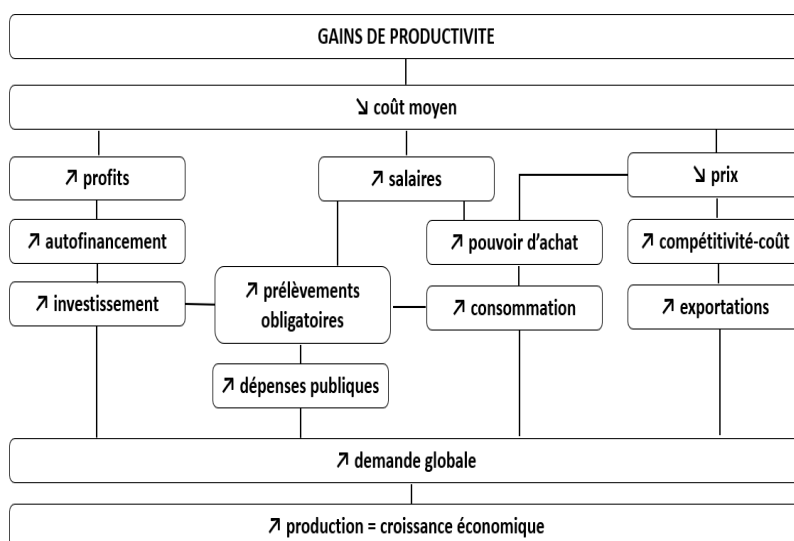 GAINS DE PRODUCTIVITE
↘ coût moyen
↗ profits
↗ salaires
↘ prix
↗ autofinancement
↗ pouvoir d'achat
↗ compétitivité-coût
↗ investissement
↗ prélèvements
obligatoires
↗ consommation
↗ exportations
↗ dépenses publiques
↗ demande globale
↗ production = croissance économique